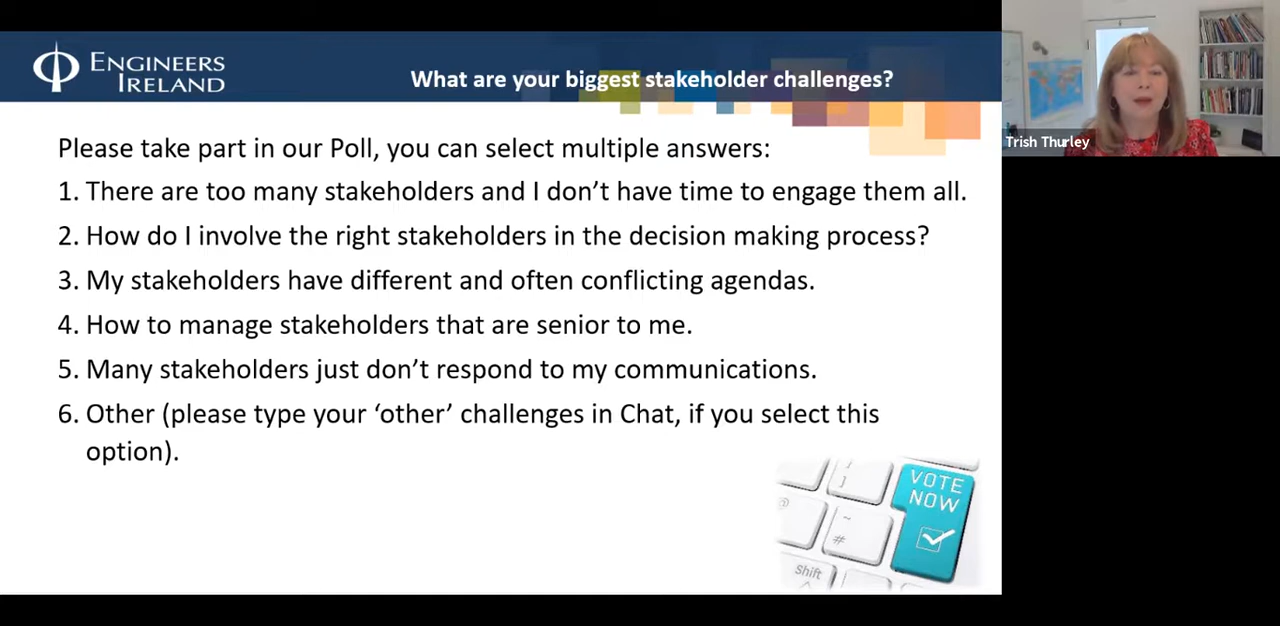 ENGINEERS
IRELAND
What are your biggest stakeholder challenges?
Trish Thurley
Please take part in our Poll, you can select multiple answers:
1. There are too many stakeholders and I don’t have time to engage them all.
2. How do I involve the right stakeholders in the decision making process?
3. My stakeholders have different and often conflicting agendas.
4. How to manage stakeholders that are senior to me.
5. Many stakeholders just don’t respond to my communications.
6. Other (please type your ‘other’ challenges in Chat, if you select this
option).
VOTE
NOW
]
@
~
#
Shift